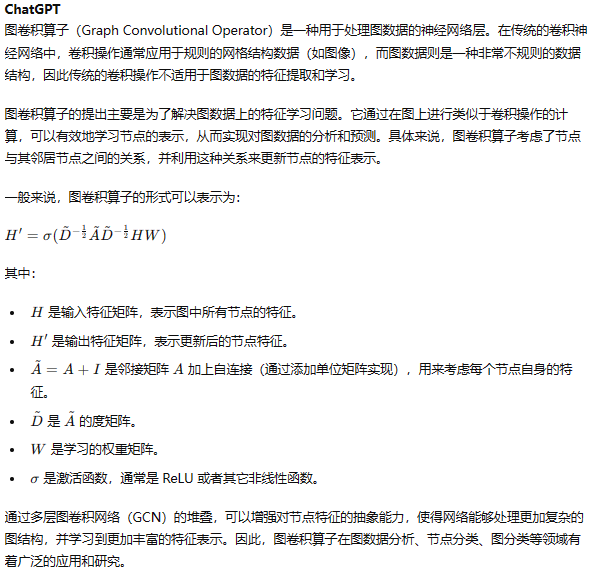 ChatGPT
图卷积算子（Graph Convolutional Operator）是一种用于处理图数据的神经网络层。在传统的卷积神
经网络中，卷积操作通常应用于规则的网格结构数据（如图像），而图数据则是一种非常不规则的数据
结构，因此传统的卷积操作不适用于图数据的特征提取和学习。
图卷积算子的提出主要是为了解决图数据上的特征学习问题。它通过在图上进行类似于卷积操作的计
算，可以有效地学习节点的表示，从而实现对图数据的分析和预测。具体来说，图卷积算子考虑了节点
与其邻居节点之间的关系，并利用这种关系来更新节点的特征表示。
一般来说，图卷积算子的形式可以表示为：
H′ = σ(D̃^{-1/2} Ã D̃^{-1/2} H W)
其中：
• H 是输入特征矩阵，表示图中所有节点的特征。
• H′ 是输出特征矩阵，表示更新后的节点特征。
• Ã = A + I 是邻接矩阵 A 加上自连接（通过添加单位矩阵实现），用来考虑每个节点自身的特
征。
• D̃ 是 Ã 的度矩阵。
• W 是学习的权重矩阵。
• σ 是激活函数，通常是 ReLU 或者其它非线性函数。
通过多层图卷积网络（GCN）的堆叠，可以增强对节点特征的抽象能力，使得网络能够处理更加复杂的
图结构，并学习到更加丰富的特征表示。因此，图卷积算子在图数据分析、节点分类、图分类等领域有
着广泛的应用和研究。